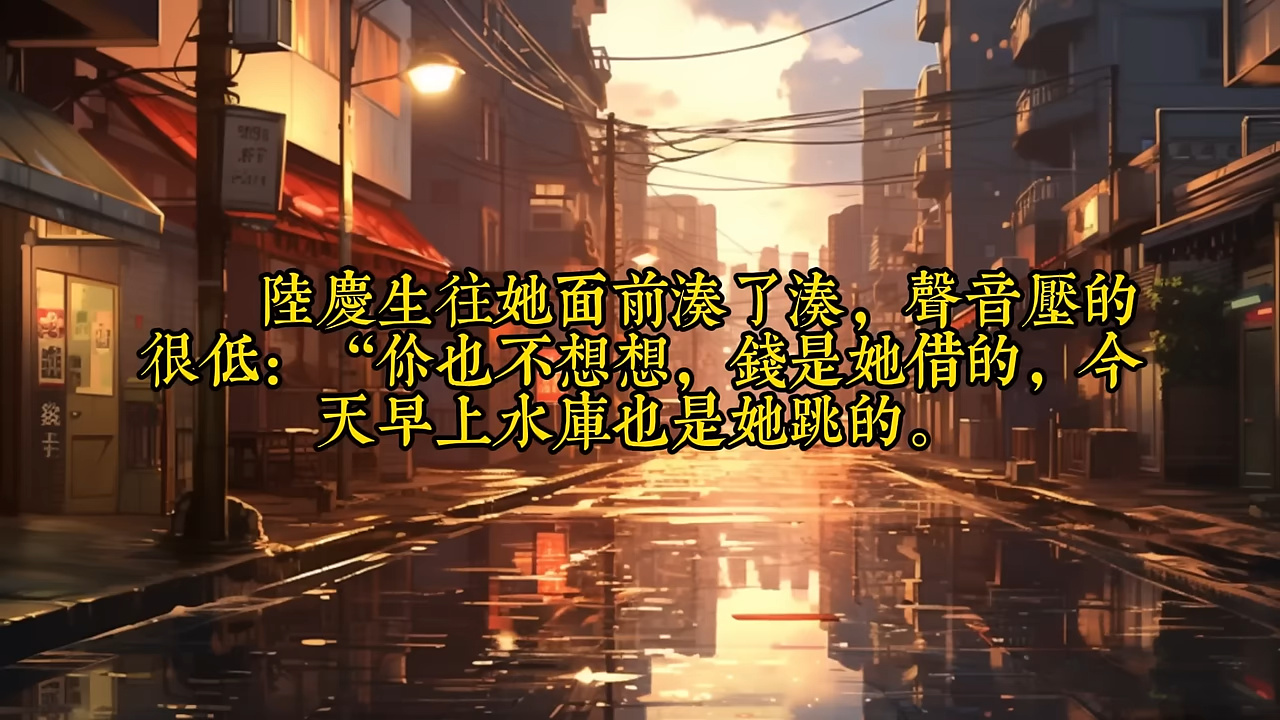 陸慶生往她面前湊了湊，聲音壓的
很低：“你也不想想，錢是她借的，今
天早上水庫也是她跳的。